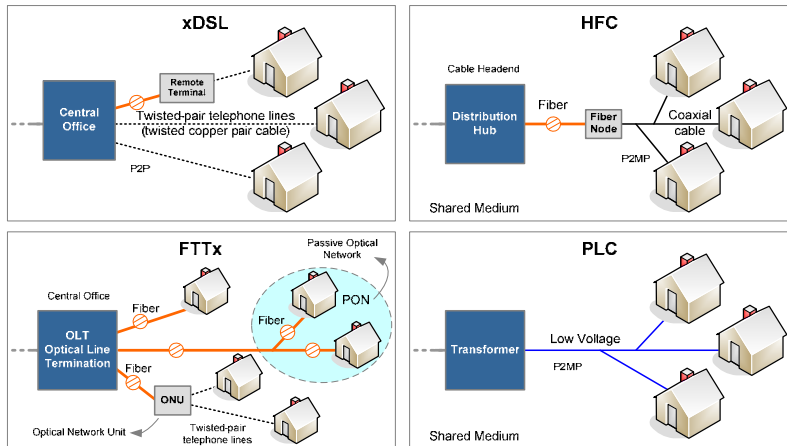 xDSL
Remote
Terminal
Central
Office
Twisted-pair telephone lines
(twisted copper pair cable)
P2P
HFC
Cable Headend
Fiber
Distribution
Hub
Fiber
Node
Coaxial
cable
P2MP
Shared Medium
FTTx
Passive Optical
Network
Central Office
Fiber
PON
Fiber
OLT
Optical Line
Termination
Fiber
ONU
Optical Network Unit
Twisted-pair
telephone lines
PLC
Low Voltage
Transformer
P2MP
Shared Medium